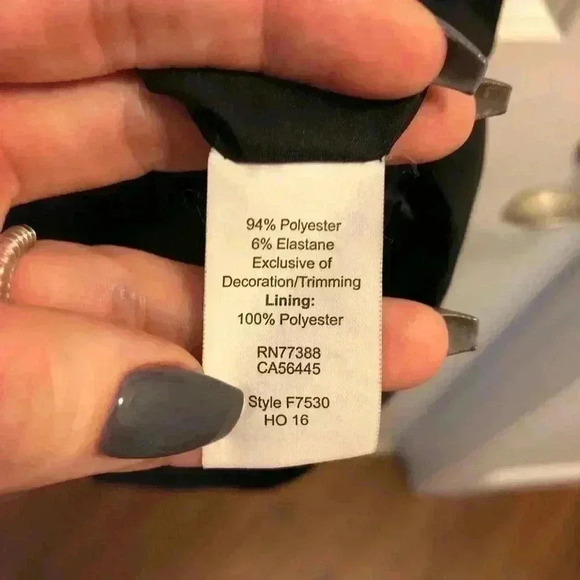 94% Polyester
6% Elastane
Exclusive of
Decoration/Trimming
Lining:
100% Polyester
RN77388
CA56445
Style F7530
HO 16